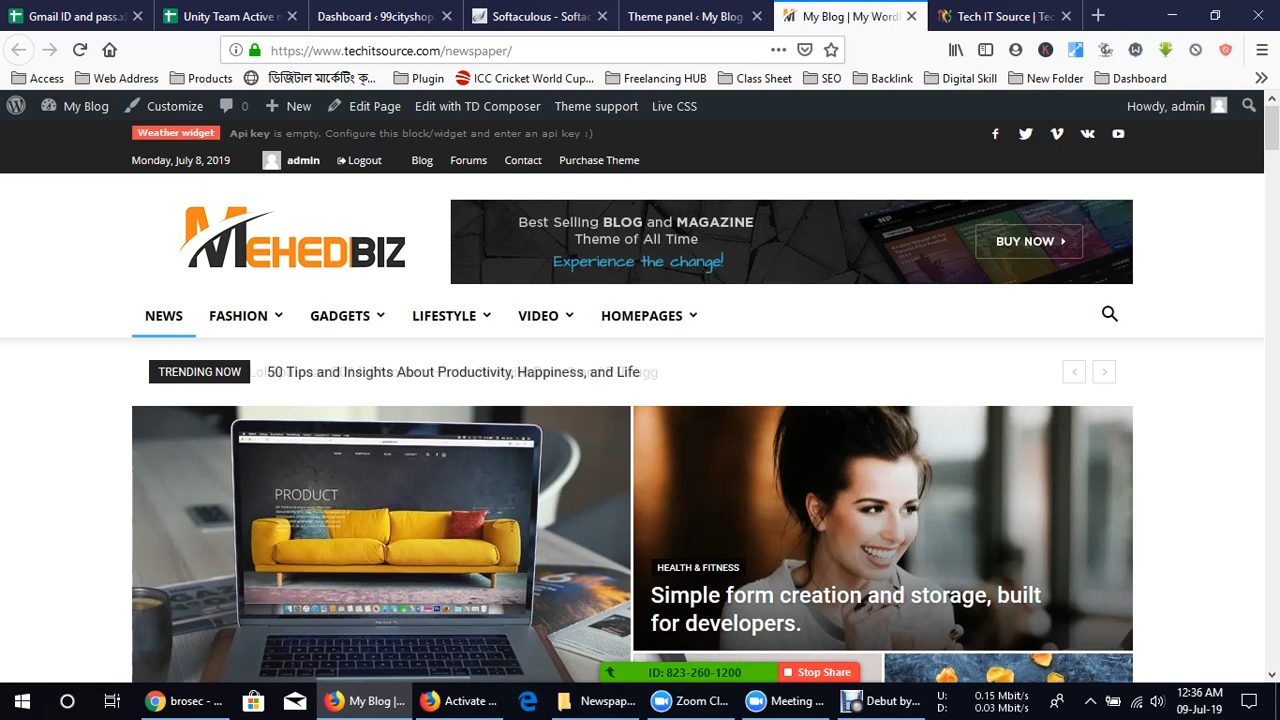 Gmail ID and pass.xl
Unity Team Active m
Dashboard ‹ 99cityshop.
Softaculous - Softac
Theme panel ‹ My Blog
My Blog | My Word
Tech IT Source | Tec
https://www.techitsource.com/newspaper/
Access
Web Address
Products
ডিজিটাল মার্কেটিং ক্...
Plugin
ICC Cricket World Cup...
Freelancing HUB
Class Sheet
SEO
Backlink
Digital Skill
New Folder
Dashboard
My Blog
Customize
0
New
Edit Page
Edit with TD Composer
Theme support
Live CSS
Howdy, admin
Weather widget
Api key is empty. Configure this block/widget and enter an api key :)
Monday, July 8, 2019
admin
Logout
Blog
Forums
Contact
Purchase Theme
MEHEDBIZ
Best Selling BLOG and MAGAZINE
Theme of All Time
Experience the change!
BUY NOW
NEWS
FASHION
GADGETS
LIFESTYLE
VIDEO
HOMEPAGES
TRENDING NOW
50 Tips and Insights About Productivity, Happiness, and Life
PRODUCT
HEALTH & FITNESS
Simple form creation and storage, built
for developers.
ID: 823-260-1200
Stop Share
brosec - ...
My Blog |...
Activate ...
Newspap...
Zoom Cl...
Meeting ...
Debut by...
U: 0.15 Mbit/s
D: 0.03 Mbit/s
12:36 AM
09-Jul-19